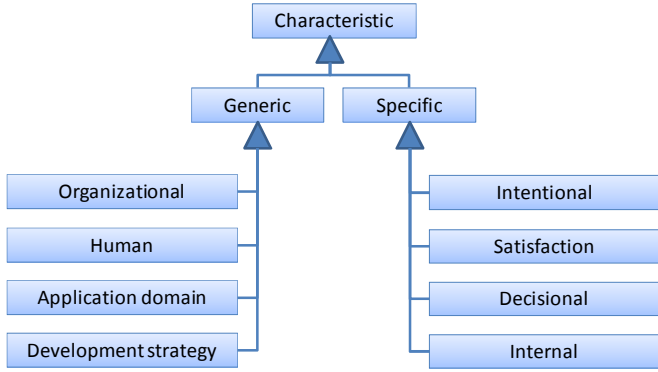 Characteristic
Generic
Specific
Organizational
Human
Application domain
Development strategy
Intentional
Satisfaction
Decisional
Internal